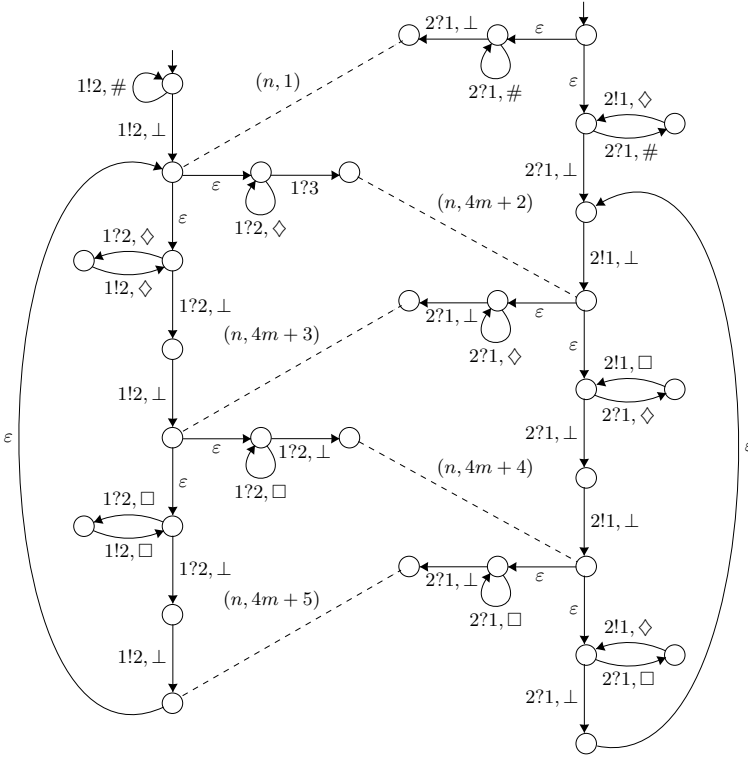 2?1, ⊥
ε
1!2, #
(n, 1)
2?1, #
ε
2!1, ♢
1!2, ⊥
2?1, #
2?1, ⊥
ε
1?3
ε
1?2, ♢
(n, 4m + 2)
1?2, ♢
2!1, ⊥
1!2, ♢
1?2, ⊥
(n, 4m + 3)
2?1, ⊥
ε
ε
2?1, ♢
2!1, □
1!2, ⊥
2?1, ♢
ε
2?1, ⊥
ε
1?2, ⊥
ε
ε
(n, 4m + 4)
1?2, □
1?2, □
1!2, □
2!1, ⊥
1?2, ⊥
2?1, ⊥
ε
(n, 4m + 5)
ε
2?1, □
2!1, ♢
1!2, ⊥
2?1, □
2?1, ⊥